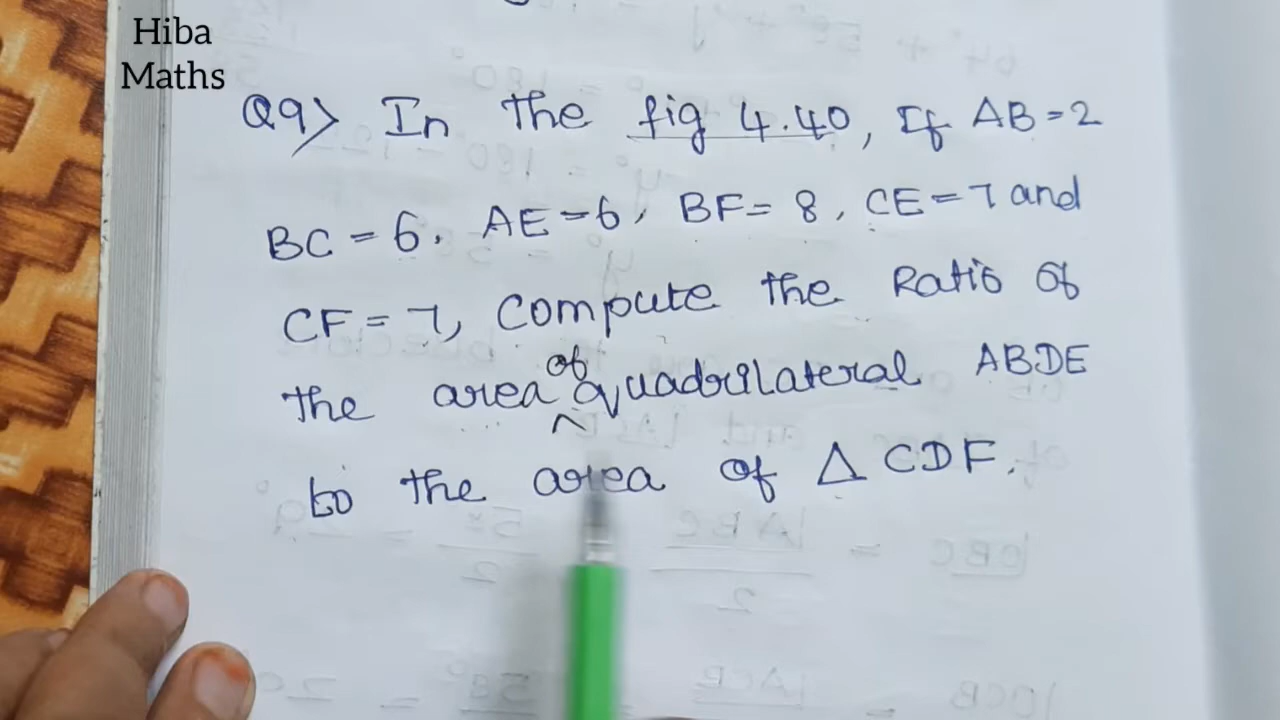 Hiba
Maths
Q9> In the fig 4.40, If AB=2
BC = 6. AE=6, BF= 8, CE=7 and
CF = 7, Compute the Ratio of
of
the area ^ quadrilateral ABDE
to the area of Δ CDF.